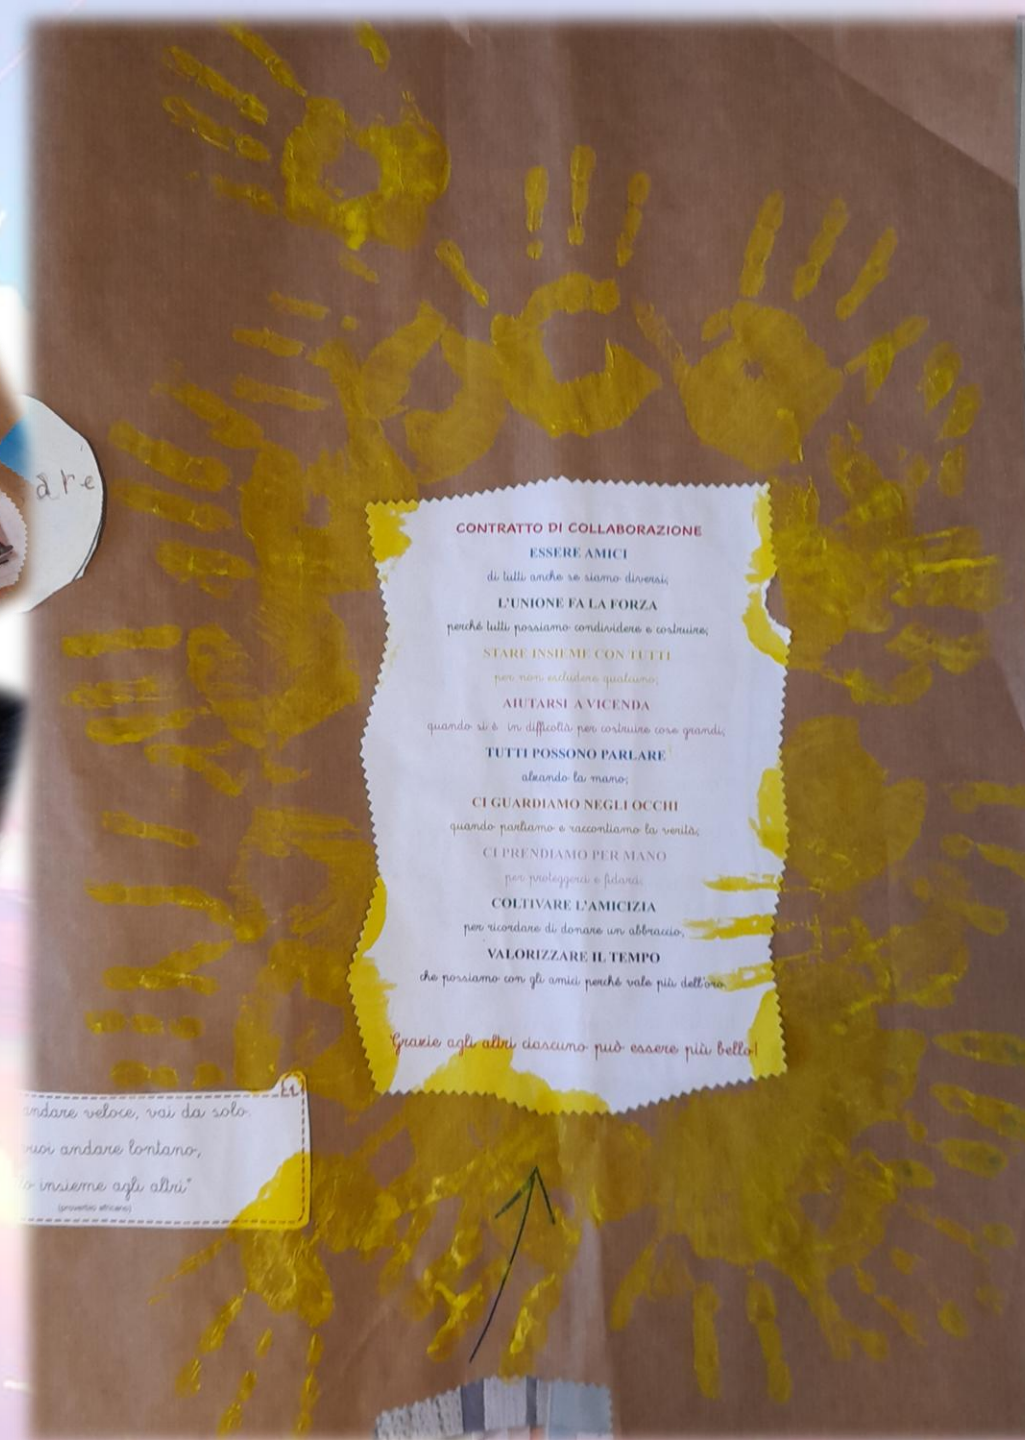 are
CONTRATTO DI COLLABORAZIONE
ESSERE AMICI
di tutti anche se siamo diversi;
L'UNIONE FA LA FORZA
perché tutti possiamo condividere e costruire;
STARE INSIEME CON TUTTI
per non escludere qualcuno;
AIUTARSI A VICENDA
quando si è in difficoltà per costruire cose grandi;
TUTTI POSSONO PARLARE
alzando la mano;
CI GUARDIAMO NEGLI OCCHI
quando parliamo e raccontiamo la verità;
CI PRENDIAMO PER MANO
per proteggerci e fidarci;
COLTIVARE L'AMICIZIA
per ricordare di donare un abbraccio;
VALORIZZARE IL TEMPO
che passiamo con gli amici perché vale più dell'oro.
Grazie agli altri ciascuno può essere più bello!
andare veloce, vai da solo.
andare lontano,
insieme agli altri"
(proverbio africano)